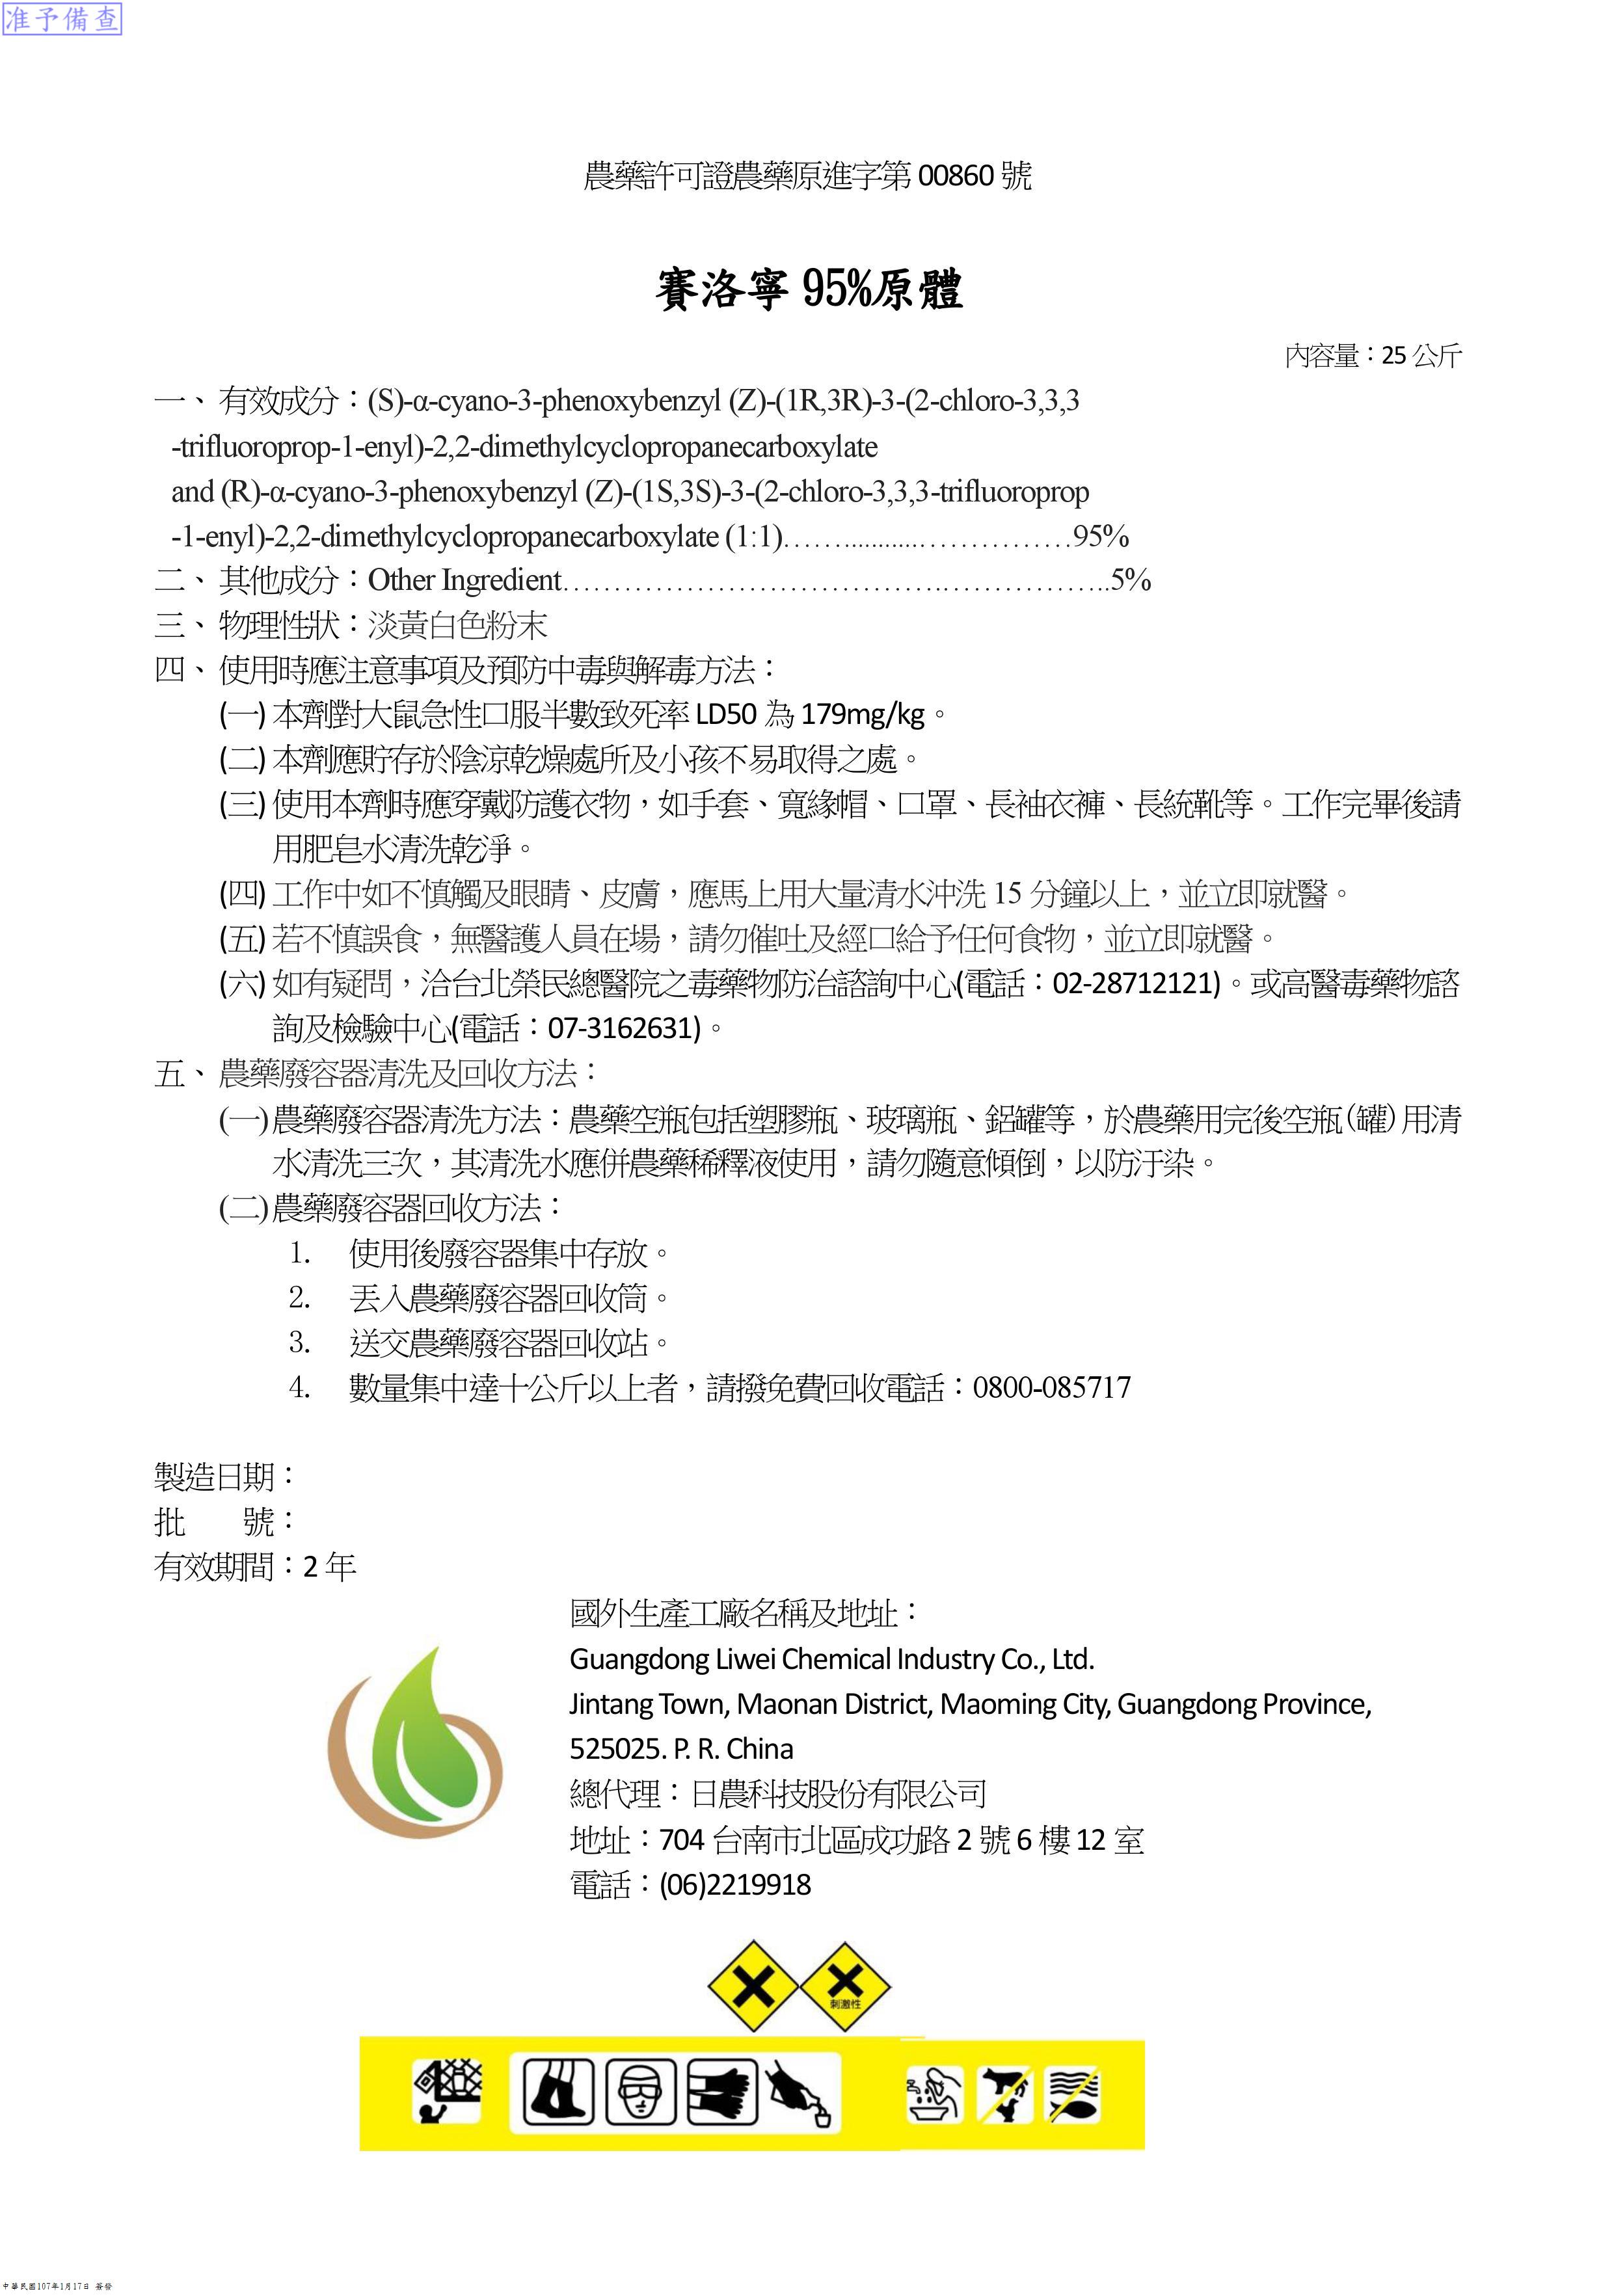 准予備查
農藥許可證農藥原進字第 00860 號
賽洛寧 95%原體
內容量：25 公斤
一、 有效成分：(S)-α-cyano-3-phenoxybenzyl (Z)-(1R,3R)-3-(2-chloro-3,3,3
-trifluoroprop-1-enyl)-2,2-dimethylcyclopropanecarboxylate
and (R)-α-cyano-3-phenoxybenzyl (Z)-(1S,3S)-3-(2-chloro-3,3,3-trifluoroprop
-1-enyl)-2,2-dimethylcyclopropanecarboxylate (1:1)……..........……………95%
二、 其他成分：Other Ingredient……………………………….……………..5%
三、 物理性狀：淡黃白色粉末
四、 使用時應注意事項及預防中毒與解毒方法：
(一) 本劑對大鼠急性口服半數致死率 LD50 為 179mg/kg。
(二) 本劑應貯存於陰涼乾燥處所及小孩不易取得之處。
(三) 使用本劑時應穿戴防護衣物，如手套、寬緣帽、口罩、長袖衣褲、長統靴等。工作完畢後請
用肥皂水清洗乾淨。
(四) 工作中如不慎觸及眼睛、皮膚，應馬上用大量清水沖洗 15 分鐘以上，並立即就醫。
(五) 若不慎誤食，無醫護人員在場，請勿催吐及經口給予任何食物，並立即就醫。
(六) 如有疑問，洽台北榮民總醫院之毒藥物防治諮詢中心(電話：02-28712121)。或高醫毒藥物諮
詢及檢驗中心(電話：07-3162631)。
五、 農藥廢容器清洗及回收方法：
(一) 農藥廢容器清洗方法：農藥空瓶包括塑膠瓶、玻璃瓶、鋁罐等，於農藥用完後空瓶(罐)用清
水清洗三次，其清洗水應併農藥稀釋液使用，請勿隨意傾倒，以防汙染。
(二) 農藥廢容器回收方法：
1. 使用後廢容器集中存放。
2. 丟入農藥廢容器回收筒。
3. 送交農藥廢容器回收站。
4. 數量集中達十公斤以上者，請撥免費回收電話：0800-085717
製造日期：
批　　號：
有效期間：2 年
國外生產工廠名稱及地址：
Guangdong Liwei Chemical Industry Co., Ltd.
Jintang Town, Maonan District, Maoming City, Guangdong Province,
525025. P. R. China
總代理：日農科技股份有限公司
地址：704 台南市北區成功路 2 號 6 樓 12 室
電話：(06)2219918
刺激性
中華民國107年1月17日 簽發